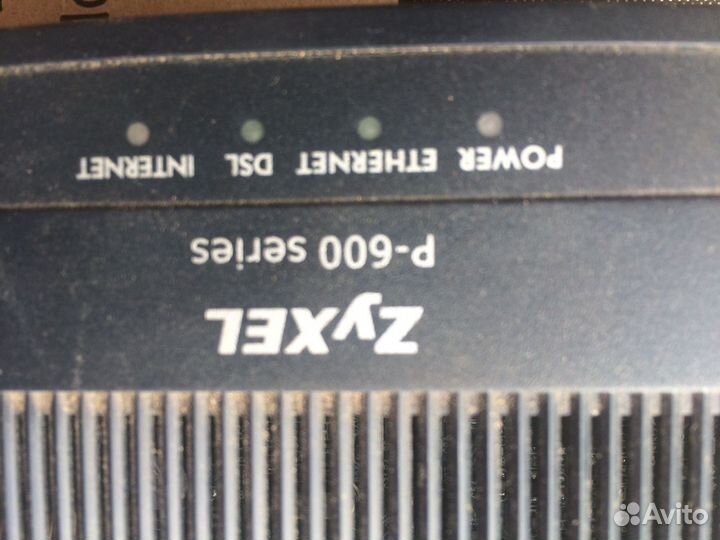 ZyXEL
P-600 series
POWER ETHERNET DSL INTERNET
Avito